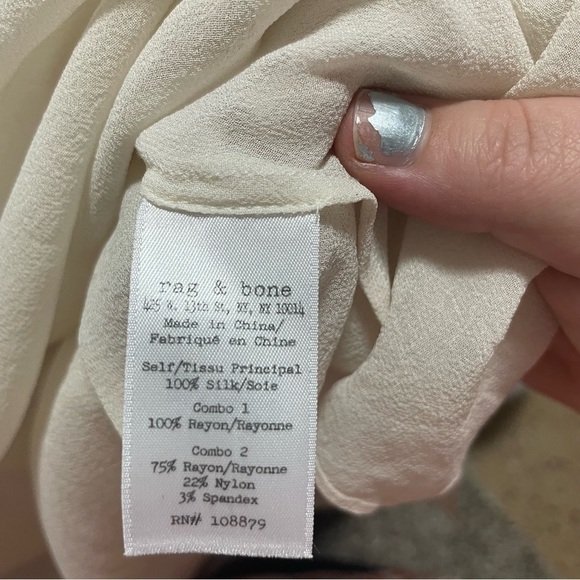 rag & bone
425 W. 13th St, NY, NY 10014
Made in China/
Fabriqué en Chine
Self/Tissu Principal
100% Silk/Soie
Combo 1
100% Rayon/Rayonne
Combo 2
75% Rayon/Rayonne
22% Nylon
3% Spandex
RN# 108879